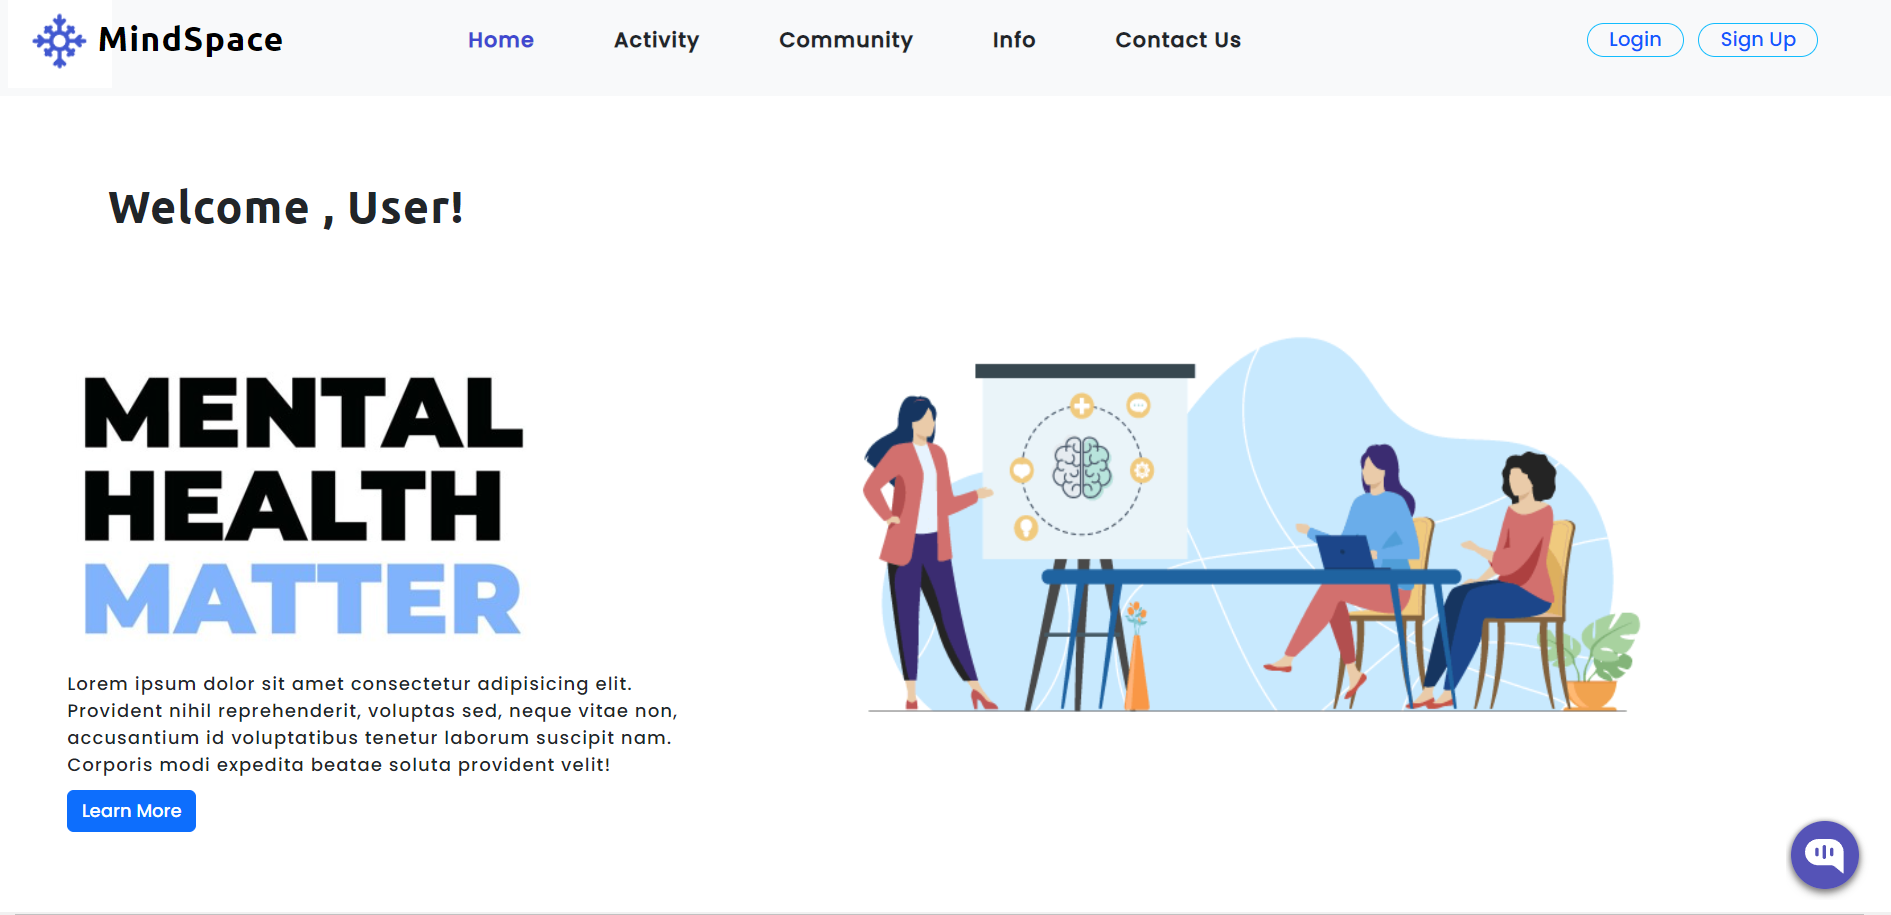 MindSpace
Home Activity Community Info Contact Us
Login Sign Up
Welcome , User!
MENTAL
HEALTH
MATTER
Lorem ipsum dolor sit amet consectetur adipisicing elit.
Provident nihil reprehenderit, voluptas sed, neque vitae non,
accusantium id voluptatibus tenetur laborum suscipit nam.
Corporis modi expedita beatae soluta provident velit!
Learn More